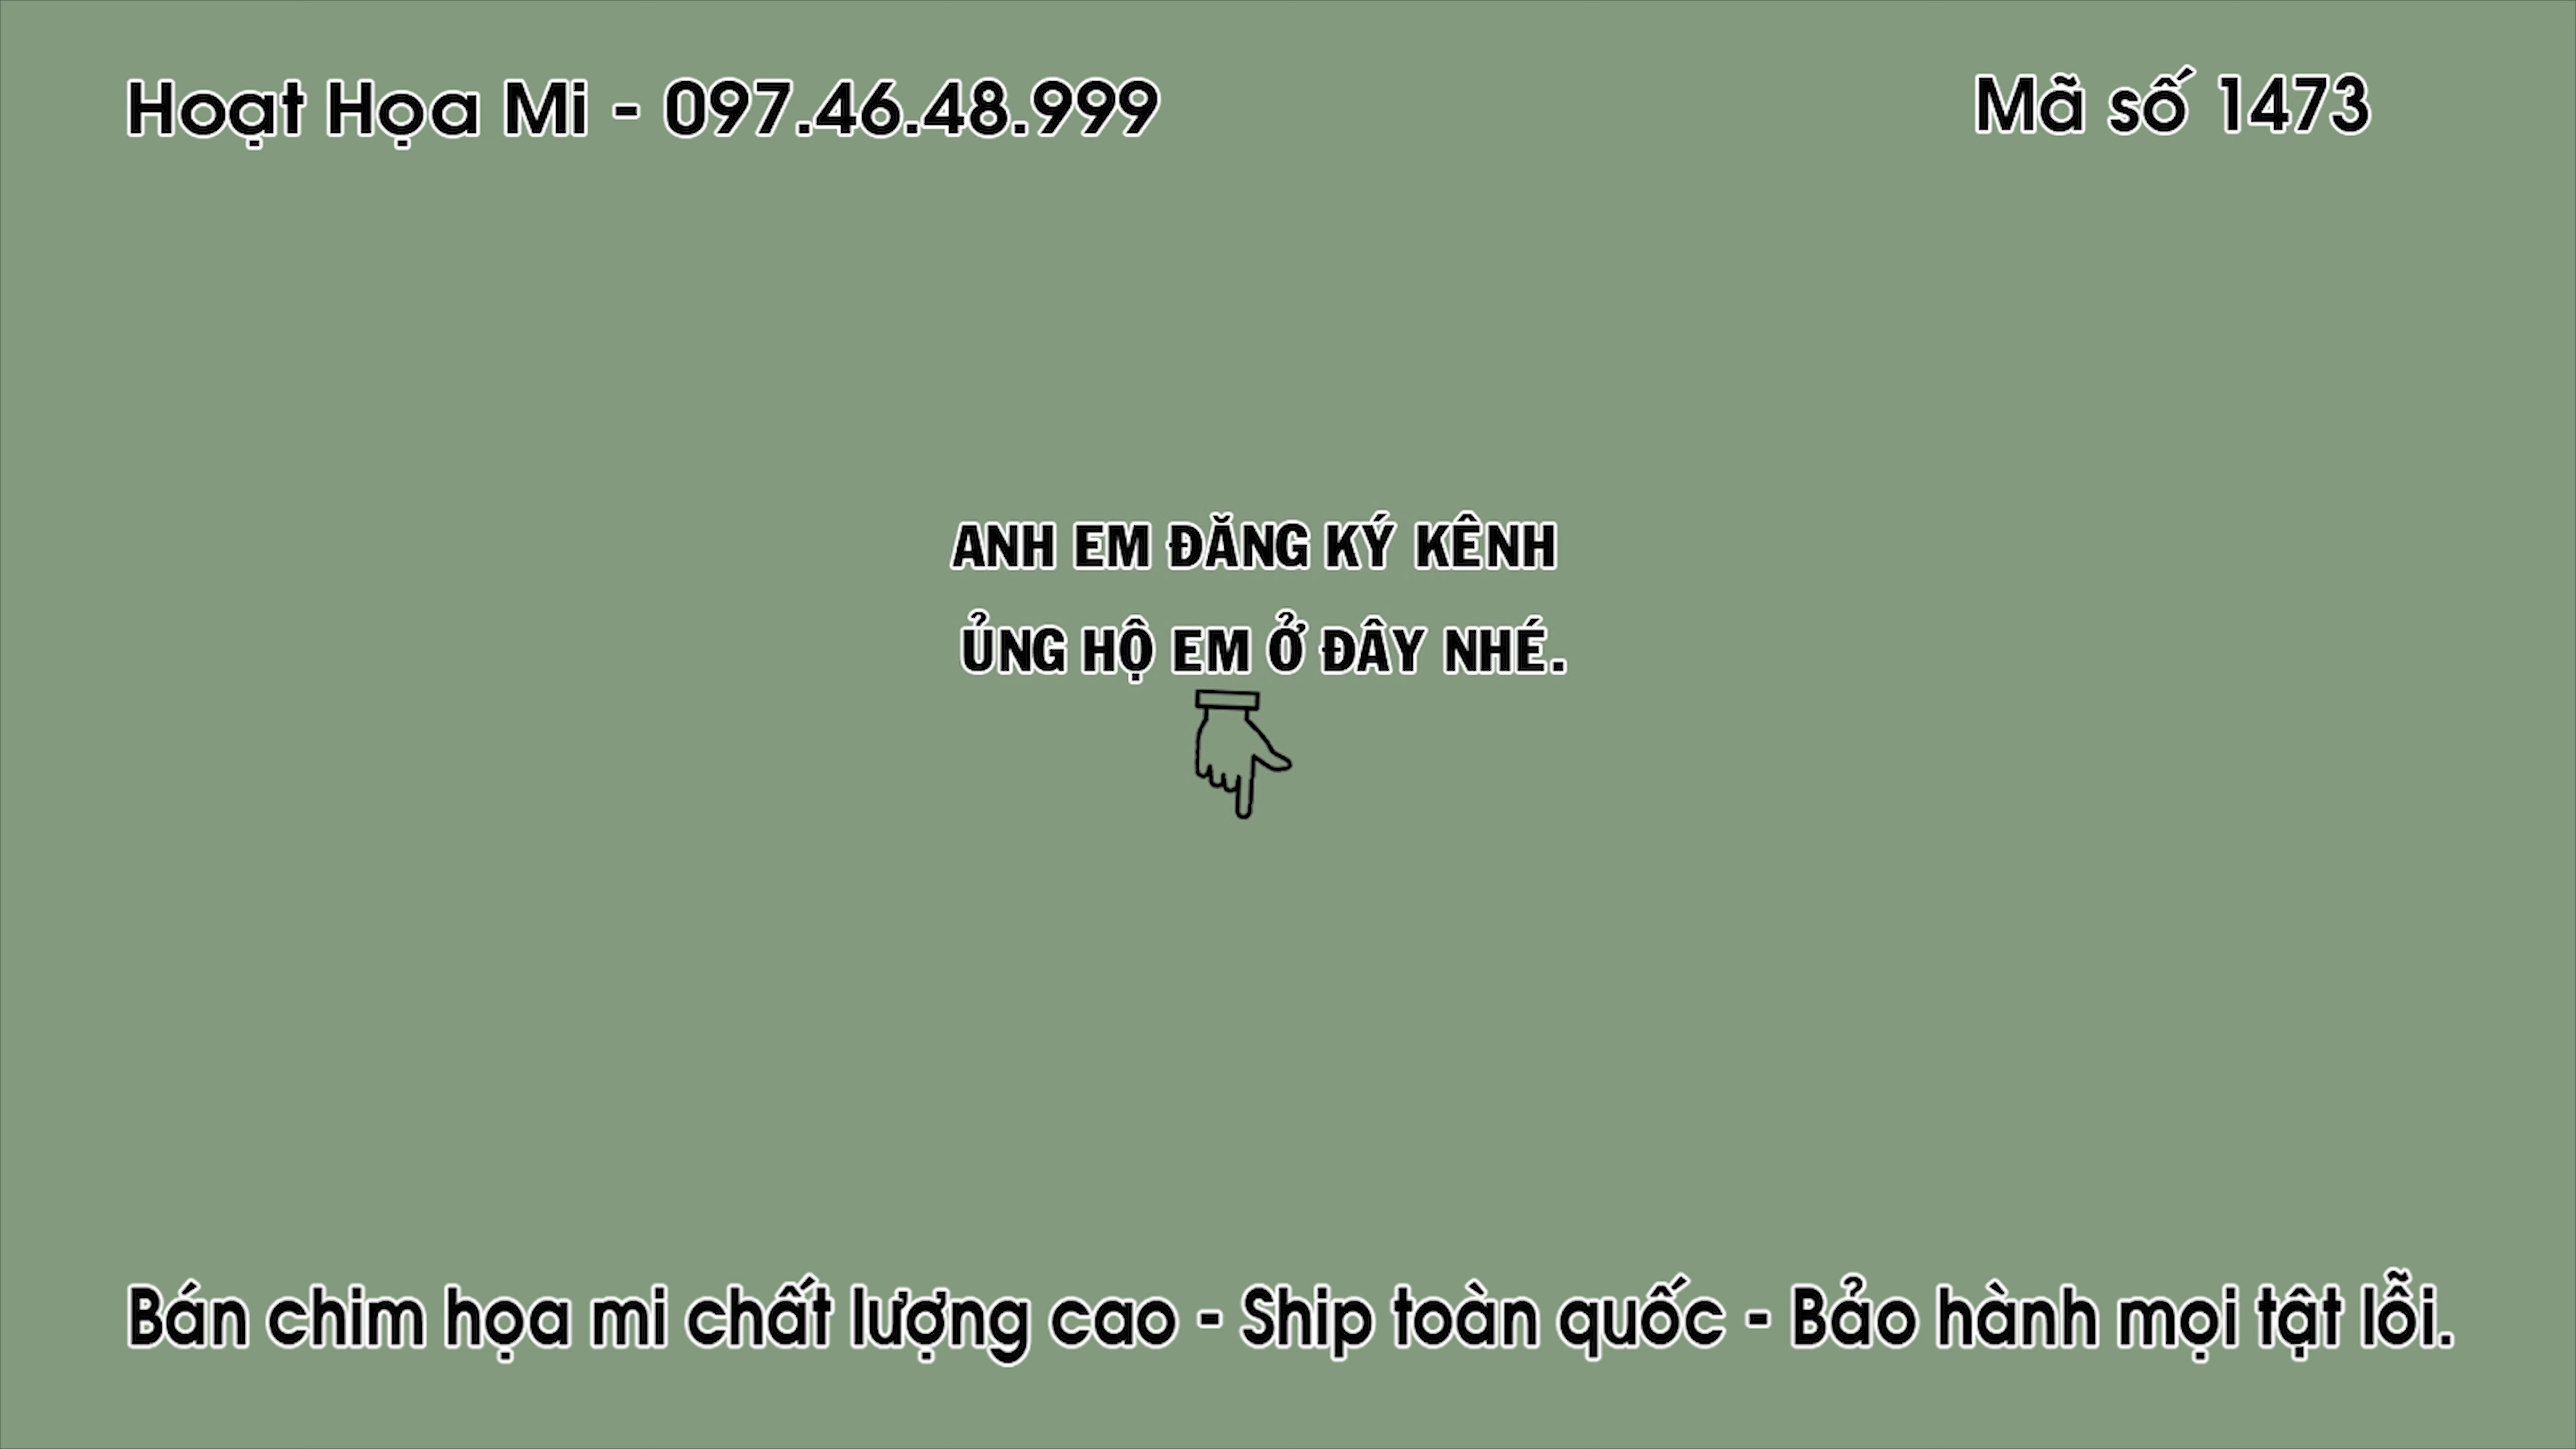 Hoạt Họa Mi - 097.46.48.999
Mã số 1473
ANH EM ĐĂNG KÝ KÊNH
ỦNG HỘ EM Ở ĐÂY NHÉ.
Bán chim họa mi chất lượng cao - Ship toàn quốc - Bảo hành mọi tật lỗi.